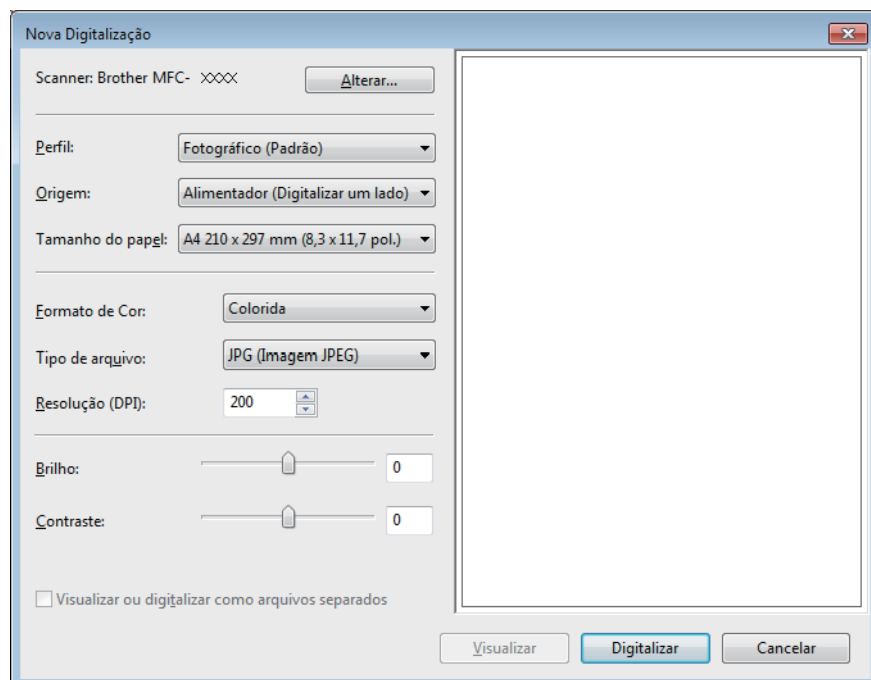 Nova Digitalização
Scanner: Brother MFC- XXXX Alterar...
Perfil: Fotográfico (Padrão)
Origem: Alimentador (Digitalizar um lado)
Tamanho do papel: A4 210 x 297 mm (8,3 x 11,7 pol.)
Formato de Cor: Colorida
Tipo de arquivo: JPG (Imagem JPEG)
Resolução (DPI): 200
Brilho: 0
Contraste: 0
Visualizar ou digitalizar como arquivos separados
Visualizar Digitalizar Cancelar